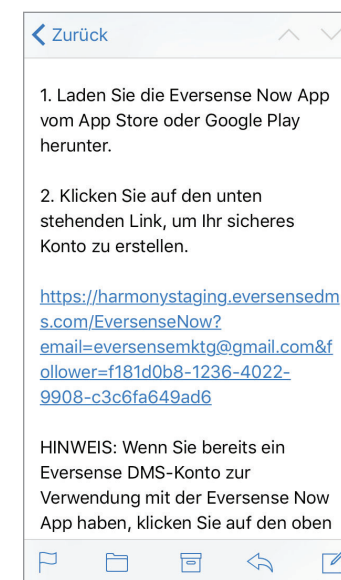 Zurück
1. Laden Sie die Eversense Now App
vom App Store oder Google Play
herunter.
2. Klicken Sie auf den unten
stehenden Link, um Ihr sicheres
Konto zu erstellen.
https://harmonystaging.eversensedm
s.com/EversenseNow?
email=eversensemktg@gmail.com&f
ollower=f181d0b8-1236-4022-
9908-c3c6fa649ad6
HINWEIS: Wenn Sie bereits ein
Eversense DMS-Konto zur
Verwendung mit der Eversense Now
App haben, klicken Sie auf den oben